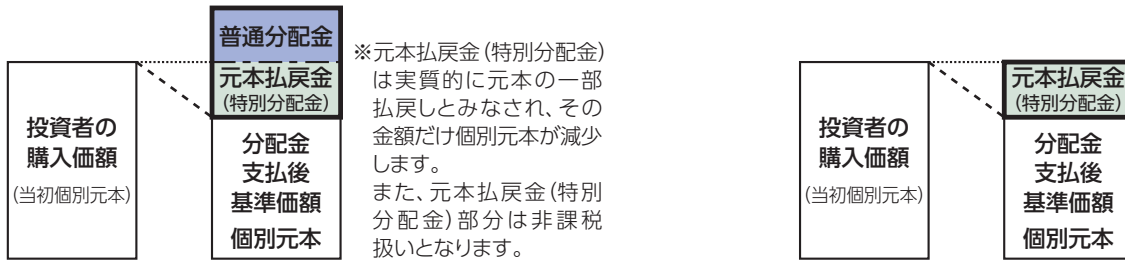 普通分配金
元本払戻金
(特別分配金)
投資者の
購入価額
(当初個別元本)
分配金
支払後
基準価額
個別元本
※元本払戻金(特別分配金)
は実質的に元本の一部
払戻しとみなされ、その
金額だけ個別元本が減少
します。
また、元本払戻金(特別
分配金)部分は非課税
扱いとなります。
投資者の
購入価額
(当初個別元本)
元本払戻金
(特別分配金)
分配金
支払後
基準価額
個別元本